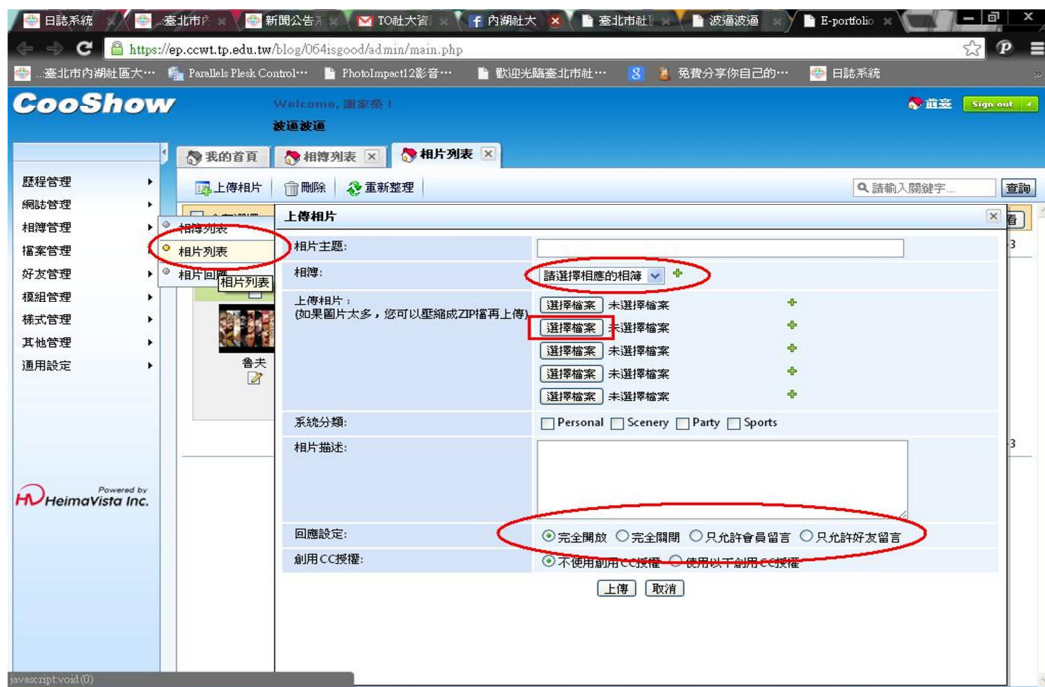 日誌系統
臺北市
新聞公告
TO社大資
內湖社大
臺北市社
波逼波逼
E-portfolio
https://ep.ccwt.tp.edu.tw/blog/064isgood/admin/main.php
...臺北市內湖社區大…
Parallels Plesk Control…
PhotoImpact12影音…
歡迎光臨臺北市社…
免費分享你自己的…
日誌系統
CooShow
Welcome, 謝家榮 !
波逼波逼
前臺
Sign out
我的首頁
相簿列表
相片列表
歷程管理
網誌管理
相簿管理
檔案管理
好友管理
模組管理
樣式管理
其他管理
通用設定
相簿列表
相片列表
相片回應
相片列表
上傳相片
刪除
重新整理
請輸入關鍵字...
查詢
魯夫
上傳相片
相片主題:
相簿:
請選擇相應的相簿
上傳相片:
(如果圖片太多，您可以壓縮成ZIP檔再上傳)
選擇檔案 未選擇檔案
選擇檔案 未選擇檔案
選擇檔案 未選擇檔案
選擇檔案 未選擇檔案
選擇檔案 未選擇檔案
系統分類:
Personal Scenery Party Sports
相片描述:
回應設定:
完全開放 完全關閉 只允許會員留言 只允許好友留言
創用CC授權:
不使用創用CC授權 使用以下創用CC授權
上傳 取消
Powered by
HeimaVista Inc.
javascript:void(0)